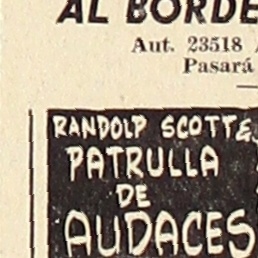 AL BORDE
Aut. 23518
Pasará
RANDOLP SCOTT &
PATRULLA
DE
AUDACES